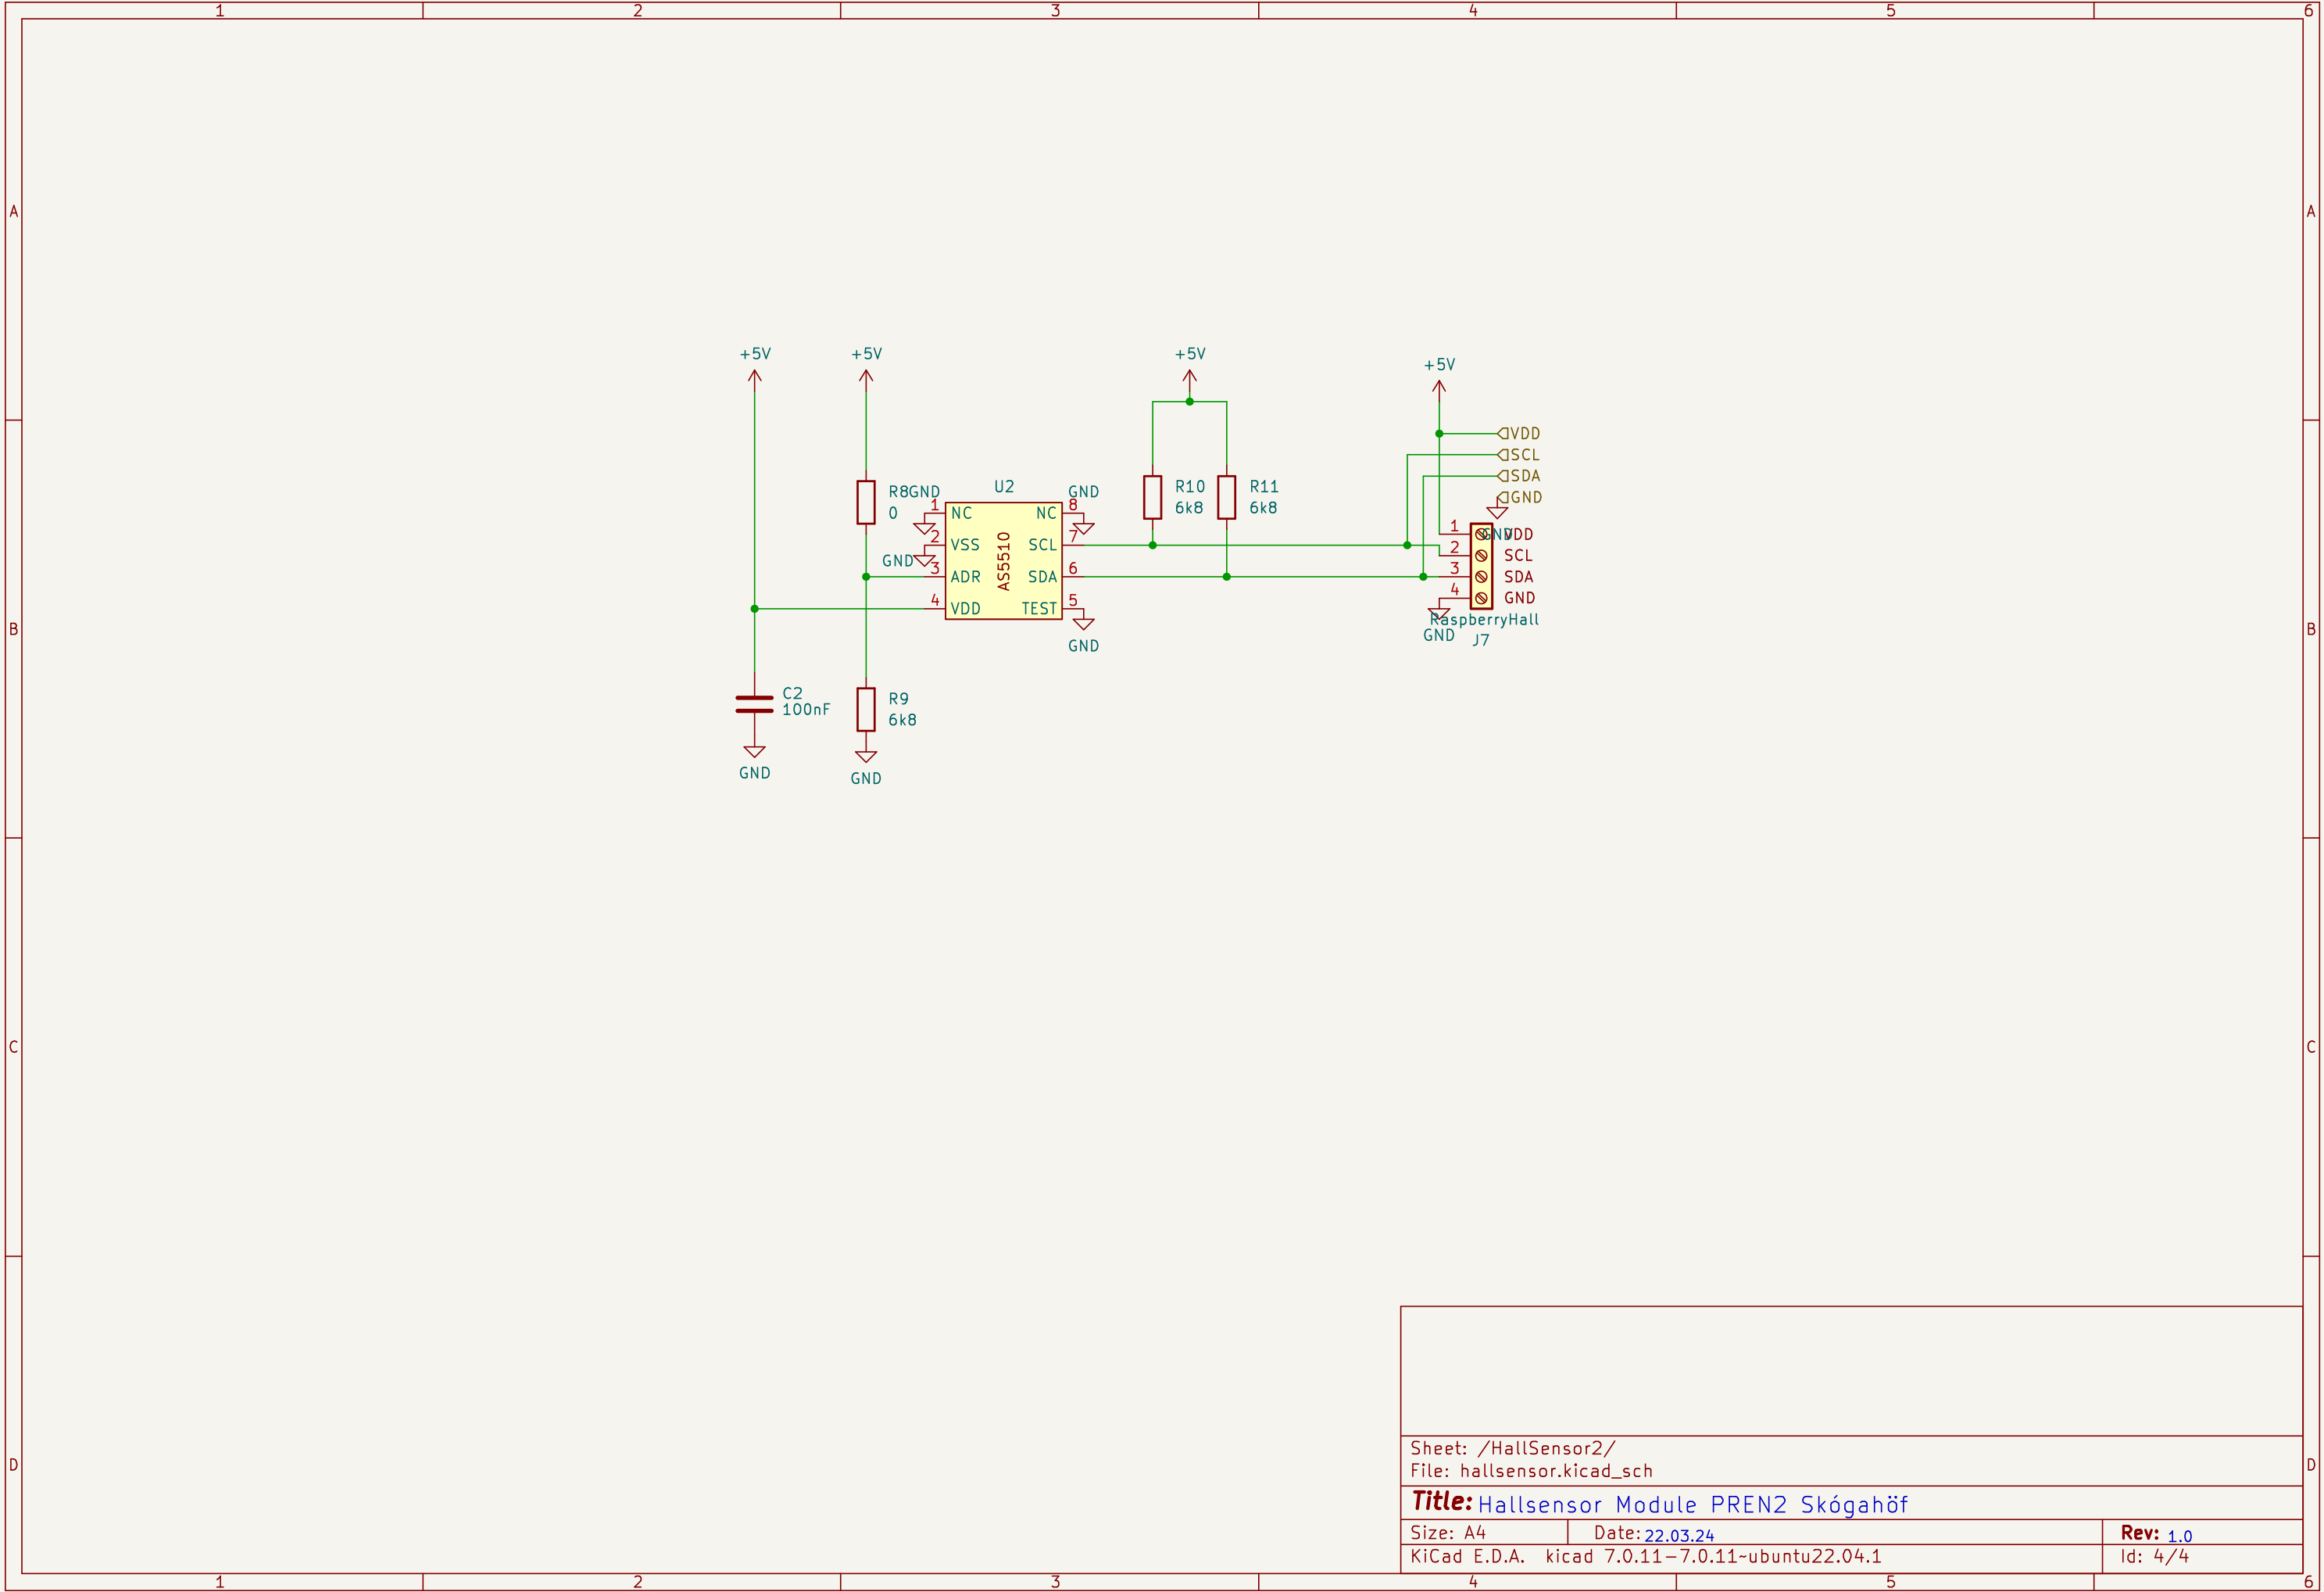 1 2 3 4 5 6
A A
+5V +5V +5V
+5V
VDD
SCL
SDA
GND
R8 GND U2 GND R10 R11
0 6k8 6k8
1 NC NC 8
2 VSS SCL 7
GND
3 ADR SDA 6
4 VDD TEST 5
AS5510
GND
GND
1 VDD
2 SCL
3 SDA
4 GND
RaspberryHall
GND
J7
B B
C2
100nF
R9
6k8
GND
GND
C C
D D
Sheet: /HallSensor2/
File: hallsensor.kicad_sch
Title: Hallsensor Module PREN2 Skógahöf
Size: A4 Date: 22.03.24 Rev: 1.0
KiCad E.D.A. kicad 7.0.11-7.0.11~ubuntu22.04.1 Id: 4/4
1 2 3 4 5 6